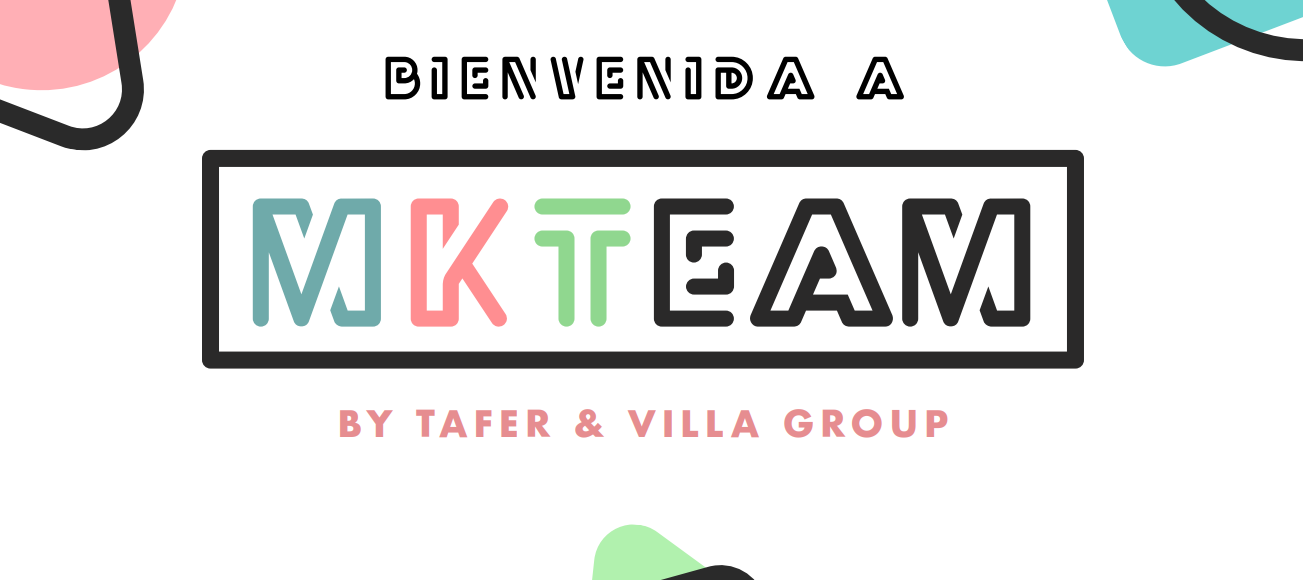 BIENVENIDA A
MKTEAM
BY TAFER & VILLA GROUP